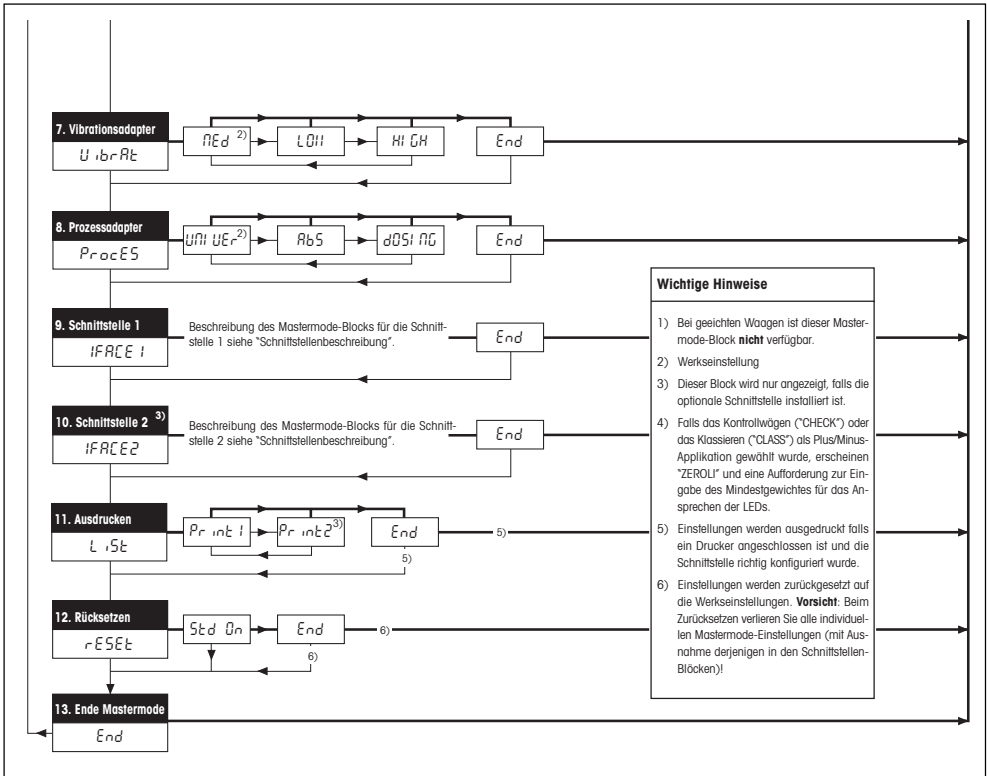 7. Vibrationsadapter
VibrAt
MEd 2)
LOW
HIGH
End
8. Prozessadapter
ProcES
UNIVEr 2)
AbS
dOSING
End
9. Schnittstelle 1
IFACE1
Beschreibung des Mastermode-Blocks für die Schnitt-
stelle 1 siehe "Schnittstellenbeschreibung".
End
10. Schnittstelle 2 3)
IFACE2
Beschreibung des Mastermode-Blocks für die Schnitt-
stelle 2 siehe "Schnittstellenbeschreibung".
End
11. Ausdrucken
LiSt
Print1
Print2 3)
End
5)
5)
12. Rücksetzen
rESEt
Std On
End
6)
6)
13. Ende Mastermode
End
Wichtige Hinweise
1) Bei geeichten Waagen ist dieser Master-
mode-Block nicht verfügbar.
2) Werkseinstellung
3) Dieser Block wird nur angezeigt, falls die
optionale Schnittstelle installiert ist.
4) Falls das Kontrollwägen ("CHECK") oder
das Klassieren ("CLASS") als Plus/Minus-
Applikation gewählt wurde, erscheinen
"ZEROLI" und eine Aufforderung zur Ein-
gabe des Mindestgewichtes für das An-
sprechen der LEDs.
5) Einstellungen werden ausgedruckt falls
ein Drucker angeschlossen ist und die
Schnittstelle richtig konfiguriert wurde.
6) Einstellungen werden zurückgesetzt auf
die Werkseinstellungen. Vorsicht: Beim
Zurücksetzen verlieren Sie alle individuel-
len Mastermode-Einstellungen (mit Aus-
nahme derjenigen in den Schnittstellen-
Blöcken)!